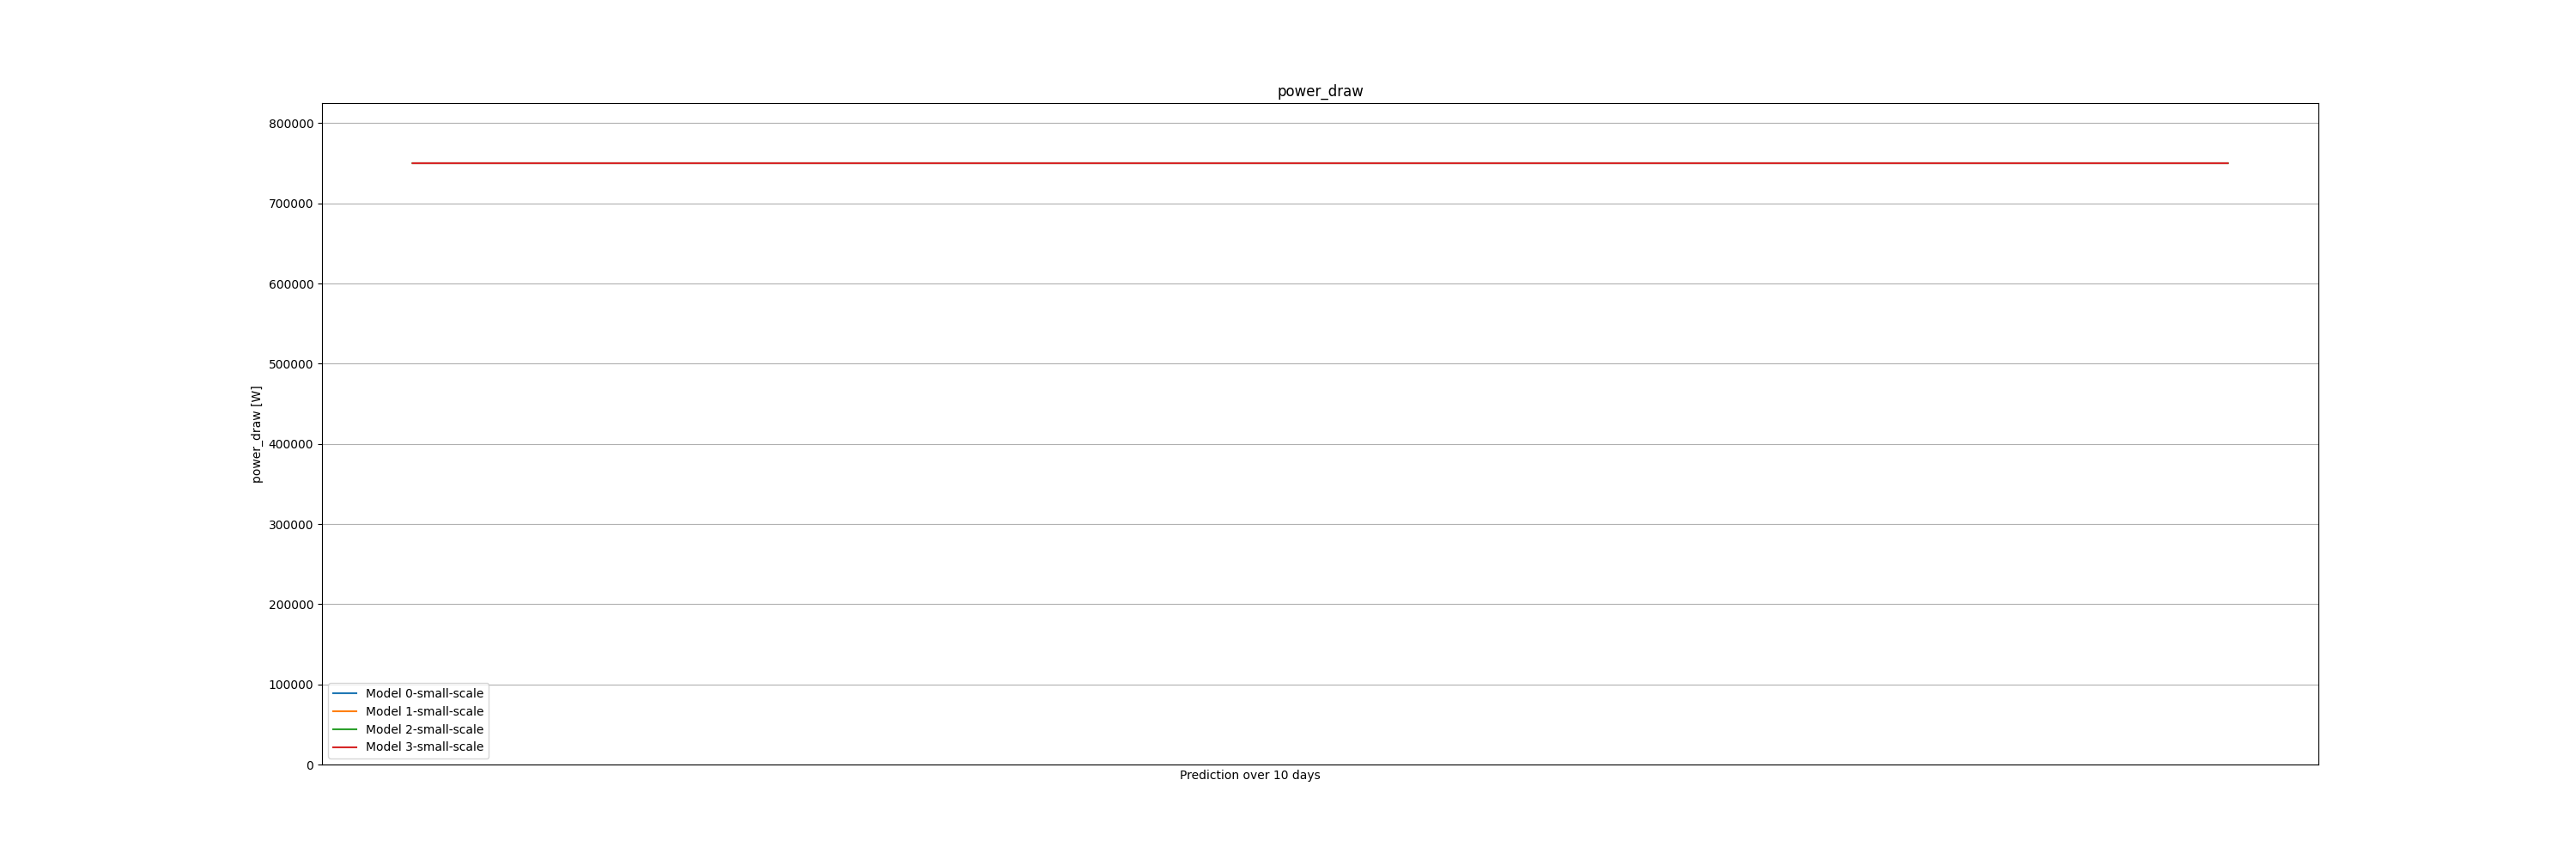 power_draw
800000
700000
600000
500000
400000
300000
200000
100000
0
power_draw [W]
Model 0-small-scale
Model 1-small-scale
Model 2-small-scale
Model 3-small-scale
Prediction over 10 days